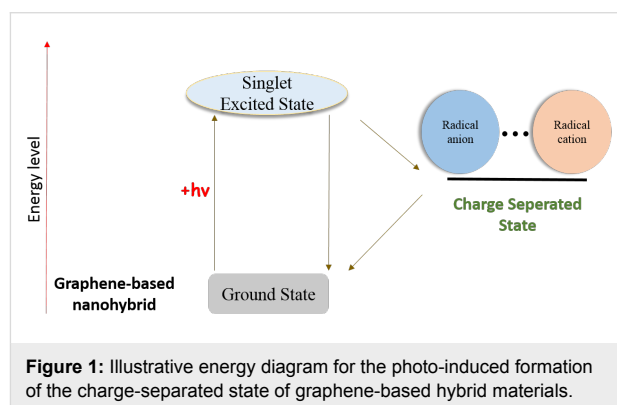 Energy level
Singlet
Excited State
Radical
anion
Radical
cation
+hv
Charge Seperated
State
Graphene-based
nanohybrid
Ground State
Figure 1: Illustrative energy diagram for the photo-induced formation
of the charge-separated state of graphene-based hybrid materials.